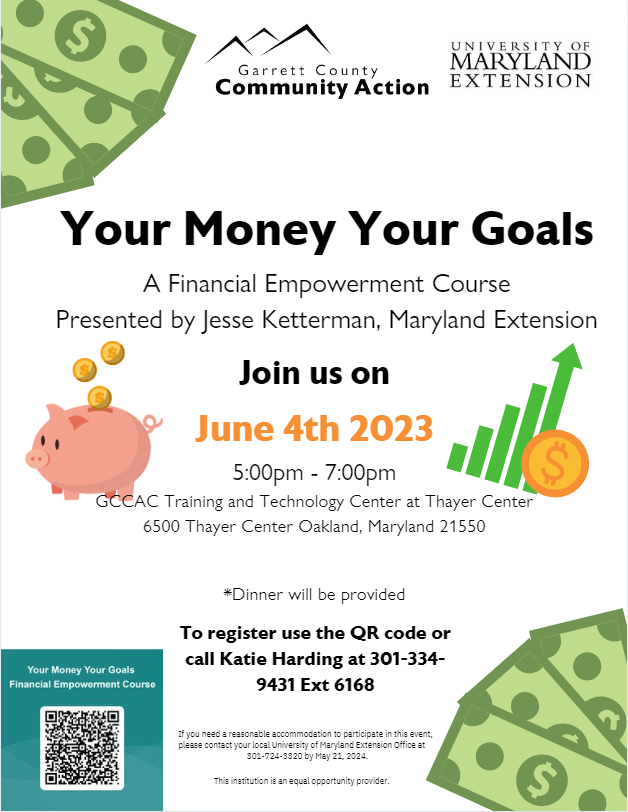 Garrett County
Community Action
UNIVERSITY OF
MARYLAND
EXTENSION
Your Money Your Goals
A Financial Empowerment Course
Presented by Jesse Ketterman, Maryland Extension
Join us on
June 4th 2023
5:00pm - 7:00pm
GCCAC Training and Technology Center at Thayer Center
6500 Thayer Center Oakland, Maryland 21550
*Dinner will be provided
To register use the QR code or
call Katie Harding at 301-334-
9431 Ext 6168
Your Money Your Goals
Financial Empowerment Course
If you need a reasonable accommodation to participate in this event,
please contact your local University of Maryland Extension Office at
301-724-3320 by May 21, 2024.
This institution is an equal opportunity provider.